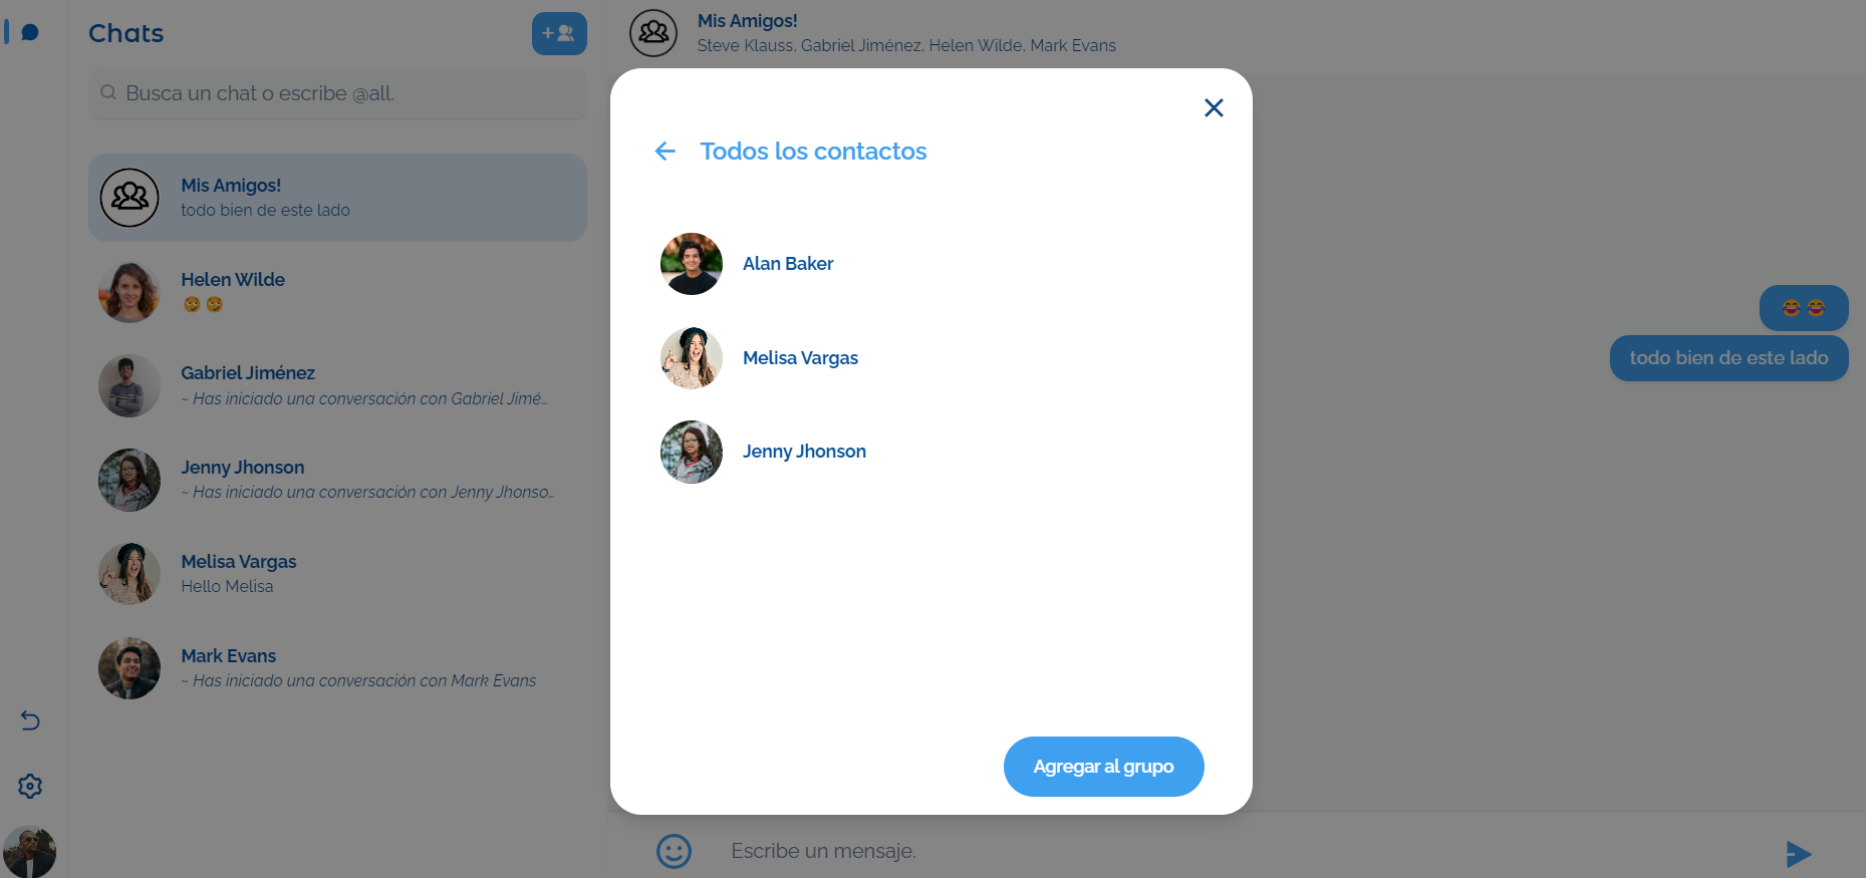 Chats
Busca un chat o escribe @all.
Mis Amigos!
todo bien de este lado
Helen Wilde
🙄🙄
Gabriel Jiménez
~ Has iniciado una conversación con Gabriel Jimé...
Jenny Jhonson
~ Has iniciado una conversación con Jenny Jhonso...
Melisa Vargas
Hello Melisa
Mark Evans
~ Has iniciado una conversación con Mark Evans
Mis Amigos!
Steve Klauss, Gabriel Jiménez, Helen Wilde, Mark Evans
Todos los contactos
Alan Baker
Melisa Vargas
Jenny Jhonson
Agregar al grupo
😂😂
todo bien de este lado
Escribe un mensaje.